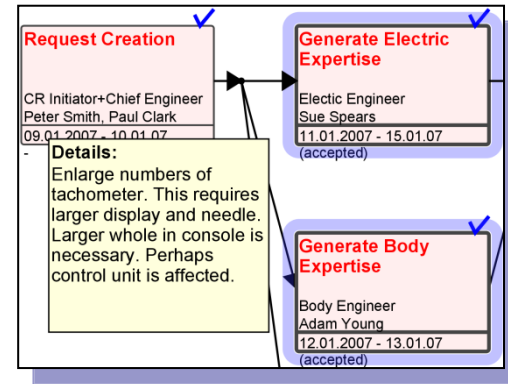 Request Creation
CR Initiator+Chief Engineer
Peter Smith, Paul Clark
09.01.2007 - 10.01.07
-
Details:
Enlarge numbers of
tachometer. This requires
larger display and needle.
Larger whole in console is
necessary. Perhaps
control unit is affected.
Generate Electric
Expertise
Electic Engineer
Sue Spears
11.01.2007 - 15.01.07
(accepted)
Generate Body
Expertise
Body Engineer
Adam Young
12.01.2007 - 13.01.07
(accepted)